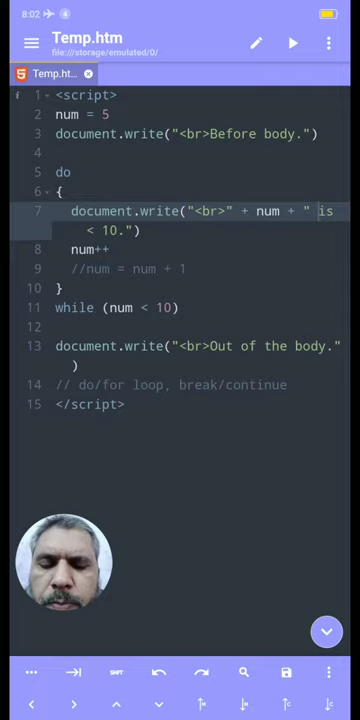 8:02 4
Temp.htm
file:///storage/emulated/0/
Temp.ht...
i 1 <script>
2 num = 5
3 document.write("<br>Before body.")
4
5 do
6 {
7 document.write("<br>" + num + " is
< 10.")
8 num++
9 //num = num + 1
10 }
11 while (num < 10)
12
13 document.write("<br>Out of the body."
)
14 // do/for loop, break/continue
15 </script>
SHFT